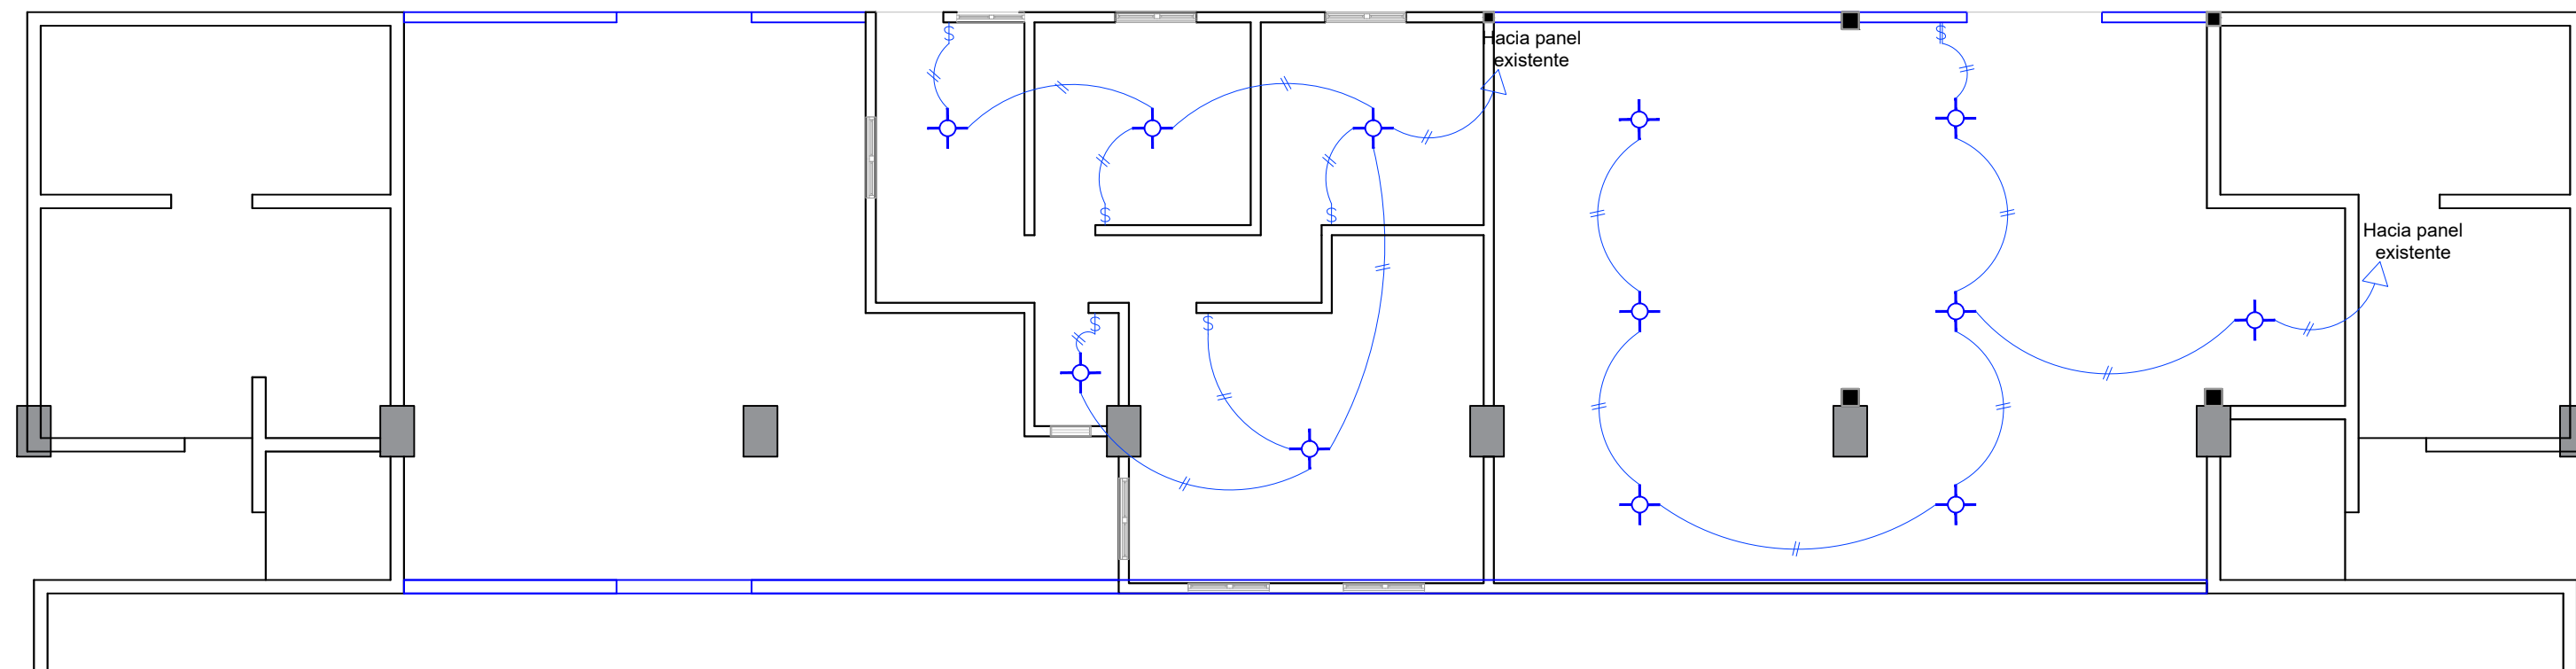 Hacia panel
existente
$
$
$
$
Hacia panel
existente
$
$